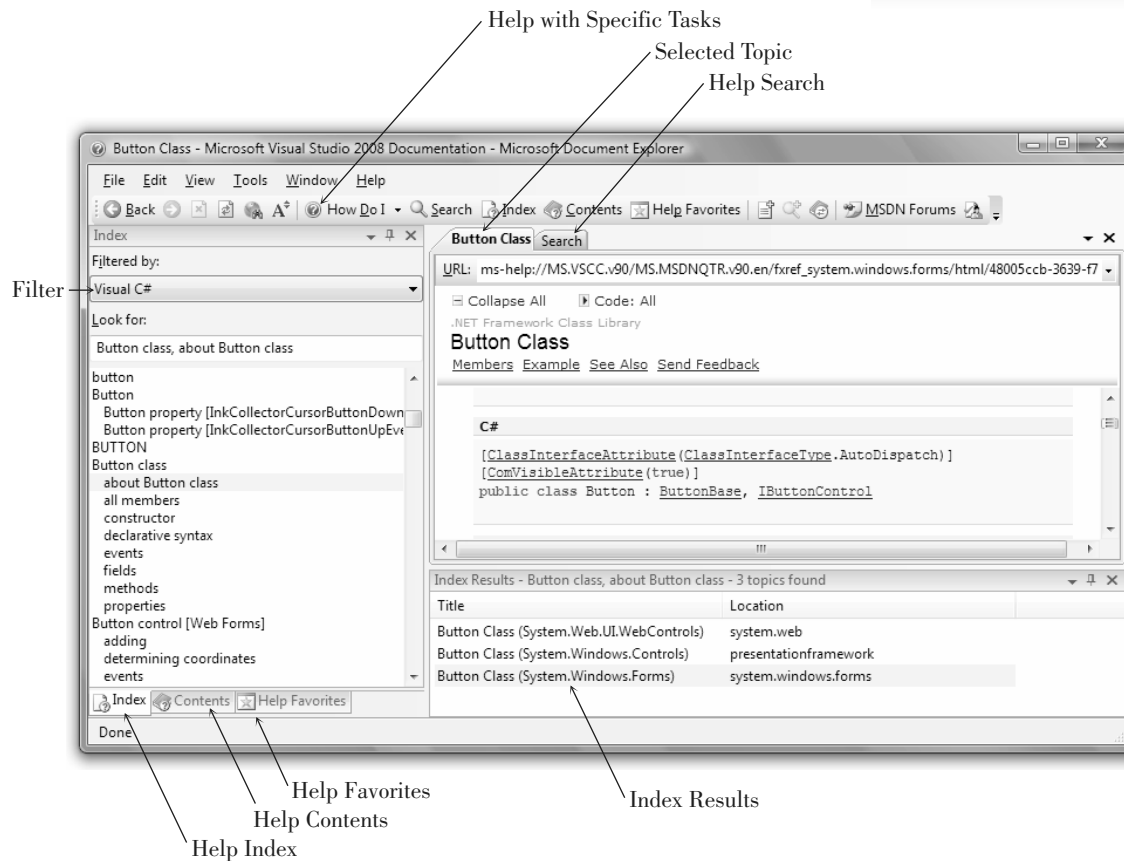 Help with Specific Tasks
Selected Topic
Help Search
Button Class - Microsoft Visual Studio 2008 Documentation - Microsoft Document Explorer
File Edit View Tools Window Help
Back How Do I Search Index Contents Help Favorites MSDN Forums
Index
Filtered by:
Filter
Visual C#
Look for:
Button class, about Button class
button
Button
Button property [InkCollectorCursorButtonDown
Button property [InkCollectorCursorButtonUpEve
BUTTON
Button class
about Button class
all members
constructor
declarative syntax
events
fields
methods
properties
Button control [Web Forms]
adding
determining coordinates
events
Index Contents Help Favorites
Done
Button Class Search
URL: ms-help://MS.VSCC.v90/MS.MSDNQTR.v90.en/fxref_system.windows.forms/html/48005ccb-3639-f7
Collapse All Code: All
.NET Framework Class Library
Button Class
Members Example See Also Send Feedback
C#
[ClassInterfaceAttribute(ClassInterfaceType.AutoDispatch)]
[ComVisibleAttribute(true)]
public class Button : ButtonBase, IButtonControl
Index Results - Button class, about Button class - 3 topics found
Title Location
Button Class (System.Web.UI.WebControls) system.web
Button Class (System.Windows.Controls) presentationframework
Button Class (System.Windows.Forms) system.windows.forms
Help Favorites
Index Results
Help Contents
Help Index